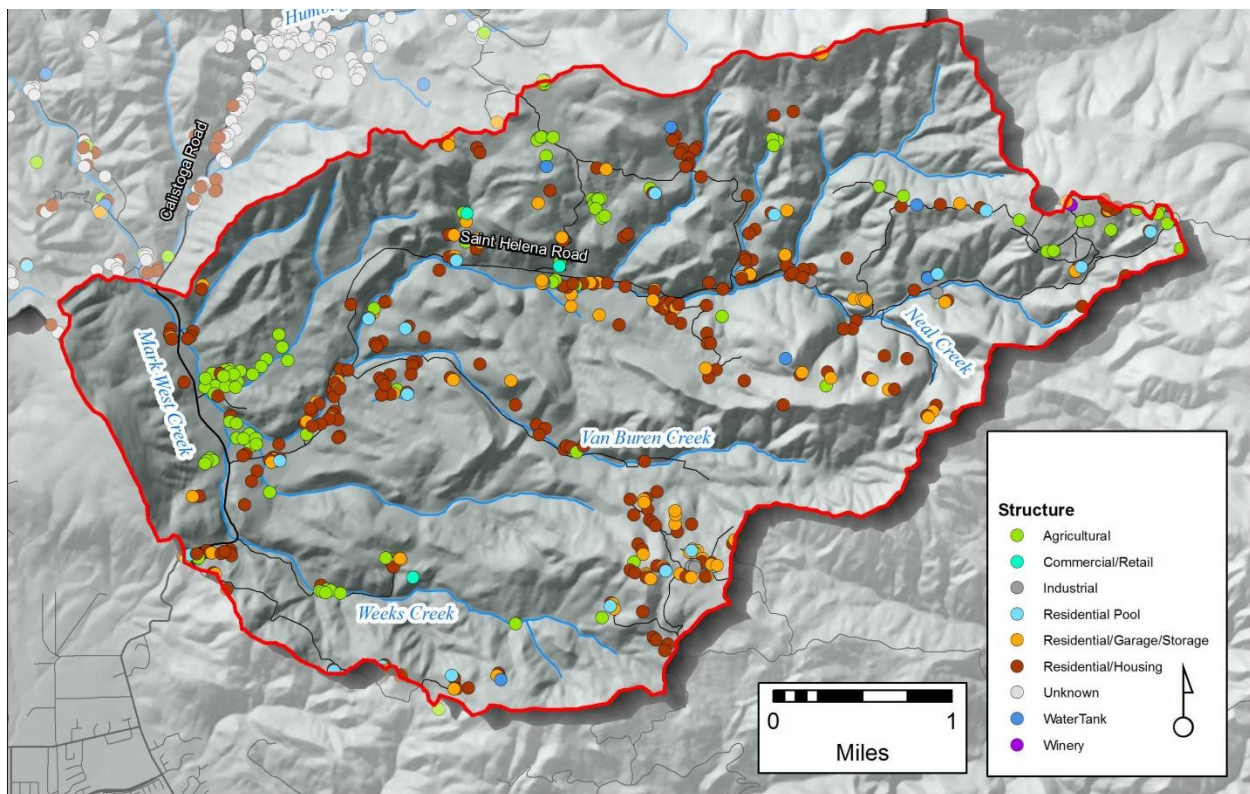 Calistoga Road
Saint Helena Road
Mark West Creek
Neal Creek
Van Buren Creek
Weeks Creek
Structure
Agricultural
Commercial/Retail
Industrial
Residential Pool
Residential/Garage/Storage
Residential/Housing
Unknown
WaterTank
Winery
0 1
Miles